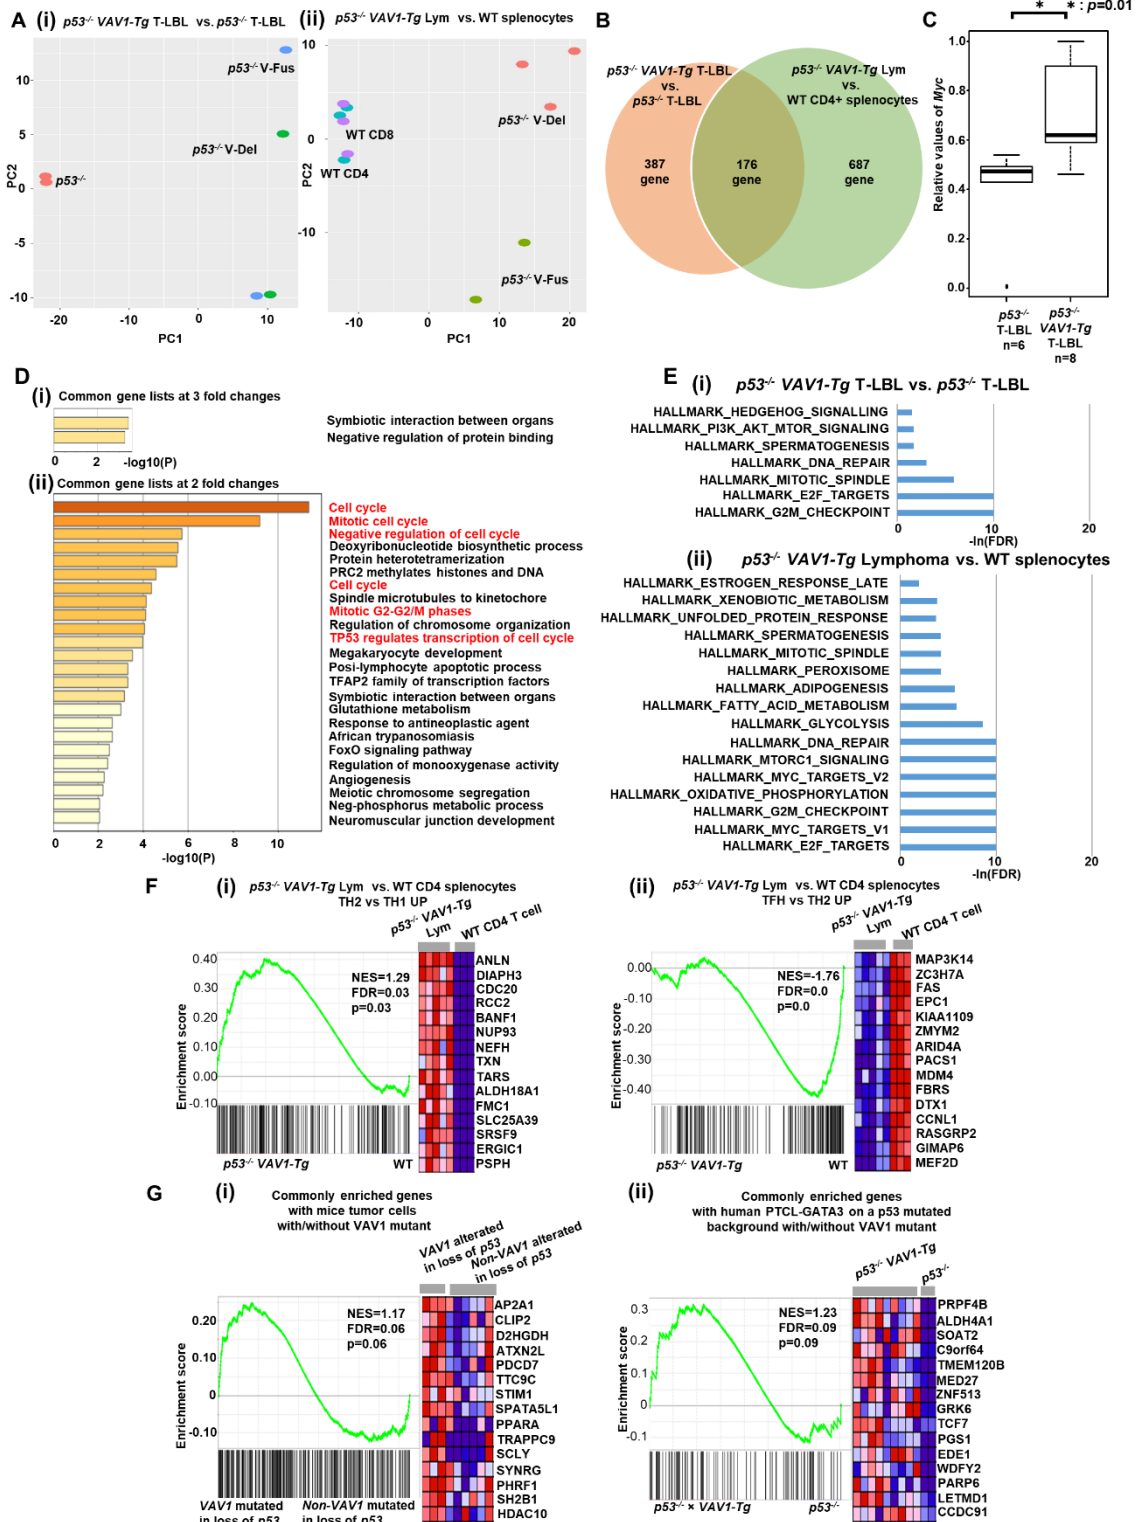 A (i) p53-/- VAV1-Tg T-LBL vs. p53-/- T-LBL
p53-/- V-Fus
p53-/- V-Del
p53-/-
10
5
0
-5
-10
PC2
-20
-10
0
10
PC1
(ii) p53-/- VAV1-Tg Lym vs. WT splenocytes
p53-/- V-Del
WT CD8
WT CD4
p53-/- V-Fus
10
0
-10
PC2
-10
0
10
20
PC1
B
p53-/- VAV1-Tg T-LBL
vs.
p53-/- T-LBL
p53-/- VAV1-Tg Lym
vs.
WT CD4+ splenocytes
387
gene
176
gene
687
gene
C
* *: p=0.01
Relative values of Myc
1.0
0.8
0.6
0.4
0.2
0.0
p53-/-
T-LBL
n=6
p53-/-
VAV1-Tg
T-LBL
n=8
D
(i) Common gene lists at 3 fold changes
Symbiotic interaction between organs
Negative regulation of protein binding
0 2 -log10(P)
(ii) Common gene lists at 2 fold changes
Cell cycle
Mitotic cell cycle
Negative regulation of cell cycle
Deoxyribonucleotide biosynthetic process
Protein heterotetramerization
PRC2 methylates histones and DNA
Cell cycle
Spindle microtubules to kinetochore
Mitotic G2-G2/M phases
Regulation of chromosome organization
TP53 regulates transcription of cell cycle
Megakaryocyte development
Posi-lymphocyte apoptotic process
TFAP2 family of transcription factors
Symbiotic interaction between organs
Glutathione metabolism
Response to antineoplastic agent
African trypanosomiasis
FoxO signaling pathway
Regulation of monooxygenase activity
Angiogenesis
Meiotic chromosome segregation
Neg-phosphorus metabolic process
Neuromuscular junction development
0 2 4 6 8 10
-log10(P)
E (i) p53-/- VAV1-Tg T-LBL vs. p53-/- T-LBL
HALLMARK_HEDGEHOG_SIGNALLING
HALLMARK_PI3K_AKT_MTOR_SIGNALING
HALLMARK_SPERMATOGENESIS
HALLMARK_DNA_REPAIR
HALLMARK_MITOTIC_SPINDLE
HALLMARK_E2F_TARGETS
HALLMARK_G2M_CHECKPOINT
0 10 20
-ln(FDR)
(ii) p53-/- VAV1-Tg Lymphoma vs. WT splenocytes
HALLMARK_ESTROGEN_RESPONSE_LATE
HALLMARK_XENOBIOTIC_METABOLISM
HALLMARK_UNFOLDED_PROTEIN_RESPONSE
HALLMARK_SPERMATOGENESIS
HALLMARK_MITOTIC_SPINDLE
HALLMARK_PEROXISOME
HALLMARK_ADIPOGENESIS
HALLMARK_FATTY_ACID_METABOLISM
HALLMARK_GLYCOLYSIS
HALLMARK_DNA_REPAIR
HALLMARK_MTORC1_SIGNALING
HALLMARK_MYC_TARGETS_V2
HALLMARK_OXIDATIVE_PHOSPHORYLATION
HALLMARK_G2M_CHECKPOINT
HALLMARK_MYC_TARGETS_V1
HALLMARK_E2F_TARGETS
0 10 20
-ln(FDR)
F (i) p53-/- VAV1-Tg Lym vs. WT CD4 splenocytes
TH2 vs TH1 UP
p53-/- VAV1-Tg
Lym
WT CD4 T cell
NES=1.29
FDR=0.03
p=0.03
Enrichment score
0.40
0.30
0.20
0.10
0.00
-0.10
p53-/- VAV1-Tg
WT
ANLN
DIAPH3
CDC20
RCC2
BANF1
NUP93
NEFH
TXN
TARS
ALDH18A1
FMC1
SLC25A39
SRSF9
ERGIC1
PSPH
(ii) p53-/- VAV1-Tg Lym vs. WT CD4 splenocytes
TFH vs TH2 UP
p53-/- VAV1-Tg
Lym
WT CD4 T cell
NES=-1.76
FDR=0.0
p=0.0
Enrichment score
0.00
-0.10
-0.20
-0.30
-0.40
p53-/- VAV1-Tg
WT
MAP3K14
ZC3H7A
FAS
EPC1
KIAA1109
ZMYM2
ARID4A
PACS1
MDM4
FBRS
DTX1
CCNL1
RASGRP2
GIMAP6
MEF2D
G (i) Commonly enriched genes
with mice tumor cells
with/without VAV1 mutant
VAV1 altered
in loss of p53
Non-VAV1 altered
in loss of p53
NES=1.17
FDR=0.06
p=0.06
Enrichment score
0.20
0.10
0
-0.10
VAV1 mutated
in loss of p53
Non-VAV1 mutated
in loss of p53
AP2A1
CLIP2
D2HGDH
ATXN2L
PDCD7
TTC9C
STIM1
SPATA5L1
PPARA
TRAPPC9
SCLY
SYNRG
PHRF1
SH2B1
HDAC10
(ii) Commonly enriched genes
with human PTCL-GATA3 on a p53 mutated
background with/without VAV1 mutant
p53-/- VAV1-Tg
p53-/-
NES=1.23
FDR=0.09
p=0.09
Enrichment score
0.3
0.2
0.1
0
-0.1
p53-/- × VAV1-Tg
p53-/-
PRPF4B
ALDH4A1
SOAT2
C9orf64
TMEM120B
MED27
ZNF513
GRK6
TCF7
PGS1
EDE1
WDFY2
PARP6
LETMD1
CCDC91